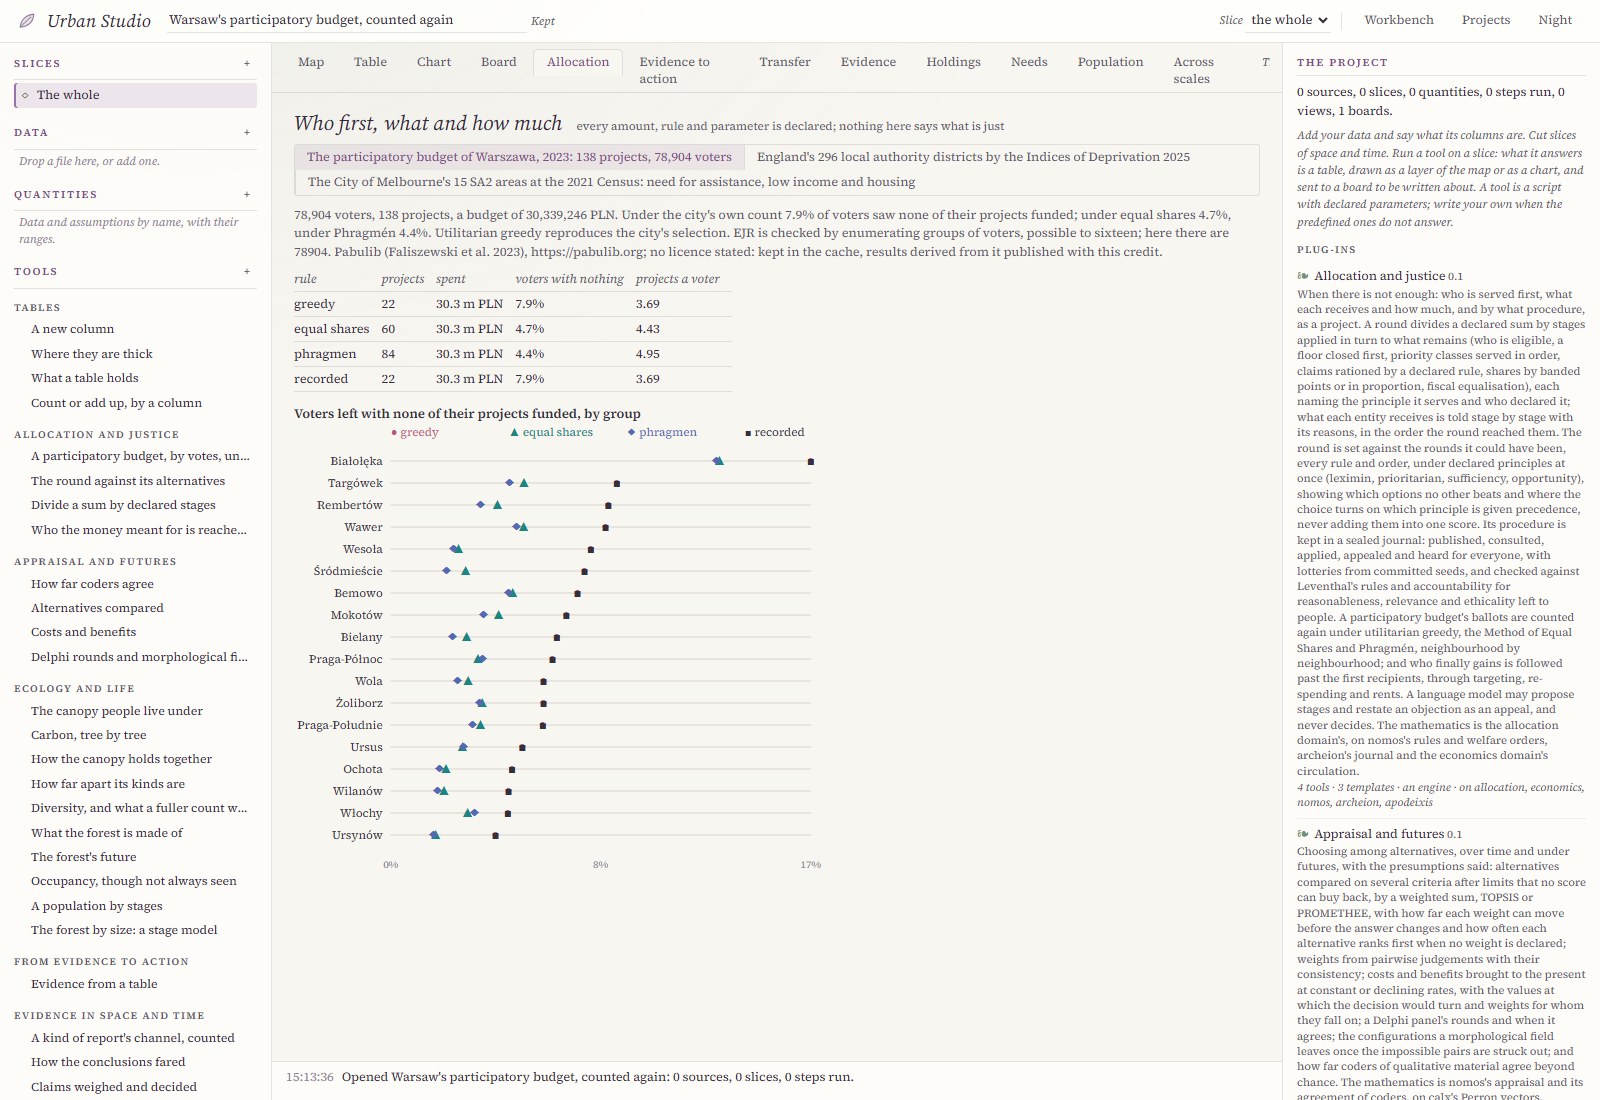 Urban Studio
Warsaw's participatory budget, counted again
Kept
Slice the whole
Workbench
Projects
Night
SLICES +
The whole
DATA +
Drop a file here, or add one.
QUANTITIES +
Data and assumptions by name, with their
ranges.
TOOLS +
TABLES
A new column
Where they are thick
What a table holds
Count or add up, by a column
ALLOCATION AND JUSTICE
A participatory budget, by votes, un...
The round against its alternatives
Divide a sum by declared stages
Who the money meant for is reache...
APPRAISAL AND FUTURES
How far coders agree
Alternatives compared
Costs and benefits
Delphi rounds and morphological fi...
ECOLOGY AND LIFE
The canopy people live under
Carbon, tree by tree
How the canopy holds together
How far apart its kinds are
Diversity, and what a fuller count w...
What the forest is made of
The forest's future
Occupancy, though not always seen
A population by stages
The forest by size: a stage model
FROM EVIDENCE TO ACTION
Evidence from a table
EVIDENCE IN SPACE AND TIME
A kind of report's channel, counted
How the conclusions fared
Claims weighed and decided
Map
Table
Chart
Board
Allocation
Evidence to
action
Transfer
Evidence
Holdings
Needs
Population
Across
scales
Who first, what and how much
every amount, rule and parameter is declared; nothing here says what is just
The participatory budget of Warszawa, 2023: 138 projects, 78,904 voters
England's 296 local authority districts by the Indices of Deprivation 2025
The City of Melbourne's 15 SA2 areas at the 2021 Census: need for assistance, low income and housing
78,904 voters, 138 projects, a budget of 30,339,246 PLN. Under the city's own count 7.9% of voters saw none of their projects funded; under equal shares 4.7%,
under Phragmén 4.4%. Utilitarian greedy reproduces the city's selection. EJR is checked by enumerating groups of voters, possible to sixteen; here there are
78904. Pabulib (Faliszewski et al. 2023), https://pabulib.org; no licence stated: kept in the cache, results derived from it published with this credit.
rule projects spent voters with nothing projects a voter
greedy 22 30.3 m PLN 7.9% 3.69
equal shares 60 30.3 m PLN 4.7% 4.43
phragmen 84 30.3 m PLN 4.4% 4.95
recorded 22 30.3 m PLN 7.9% 3.69
Voters left with none of their projects funded, by group
greedy equal shares phragmen recorded
Białołęka
Targówek
Rembertów
Wawer
Wesoła
Śródmieście
Bemowo
Mokotów
Bielany
Praga-Północ
Wola
Żoliborz
Praga-Południe
Ursus
Ochota
Wilanów
Włochy
Ursynów
0% 8% 17%
15:13:36 Opened Warsaw's participatory budget, counted again: 0 sources, 0 slices, 0 steps run.
THE PROJECT
0 sources, 0 slices, 0 quantities, 0 steps run, 0
views, 1 boards.
Add your data and say what its columns are. Cut slices
of space and time. Run a tool on a slice: what it answers
is a table, drawn as a layer of the map or as a chart, and
sent to a board to be written about. A tool is a script
with declared parameters; write your own when the
predefined ones do not answer.
PLUG-INS
Allocation and justice 0.1
When there is not enough: who is served first, what
each receives and how much, and by what procedure,
as a project. A round divides a declared sum by stages
applied in turn to what remains (who is eligible, a
floor closed first, priority classes served in order,
claims rationed by a declared rule, shares by banded
points or in proportion, fiscal equalisation), each
naming the principle it serves and who declared it;
what each entity receives is told stage by stage with
its reasons, in the order the round reached them. The
round is set against the rounds it could have been,
every rule and order, under declared principles at
once (leximin, prioritarian, sufficiency, opportunity),
showing which options no other beats and where the
choice turns on which principle is given precedence,
never adding them into one score. Its procedure is
kept in a sealed journal: published, consulted,
applied, appealed and heard for everyone, with
lotteries from committed seeds, and checked against
Leventhal's rules and accountability for
reasonableness, relevance and ethicality left to
people. A participatory budget's ballots are counted
again under utilitarian greedy, the Method of Equal
Shares and Phragmén, neighbourhood by
neighbourhood; and who finally gains is followed
past the first recipients, through targeting, re-
spending and rents. A language model may propose
stages and restate an objection as an appeal, and
never decides. The mathematics is the allocation
domain's, on nomos's rules and welfare orders,
archeion's journal and the economics domain's
circulation.
4 tools · 3 templates · an engine · on allocation, economics,
nomos, archeion, apodeixis
Appraisal and futures 0.1
Choosing among alternatives, over time and under
futures, with the presumptions said: alternatives
compared on several criteria after limits that no score
can buy back, by a weighted sum, TOPSIS or
PROMETHEE, with how far each weight can move
before the answer changes and how often each
alternative ranks first when no weight is declared;
weights from pairwise judgements with their
consistency; costs and benefits brought to the present
at constant or declining rates, with the values at
which the decision would turn and weights for whom
they fall on; a Delphi panel's rounds and when it
agrees; the configurations a morphological field
leaves once the impossible pairs are struck out; and
how far coders of qualitative material agree beyond
chance. The mathematics is nomos's appraisal and its
agreement of coders, on calx's Perron vectors,